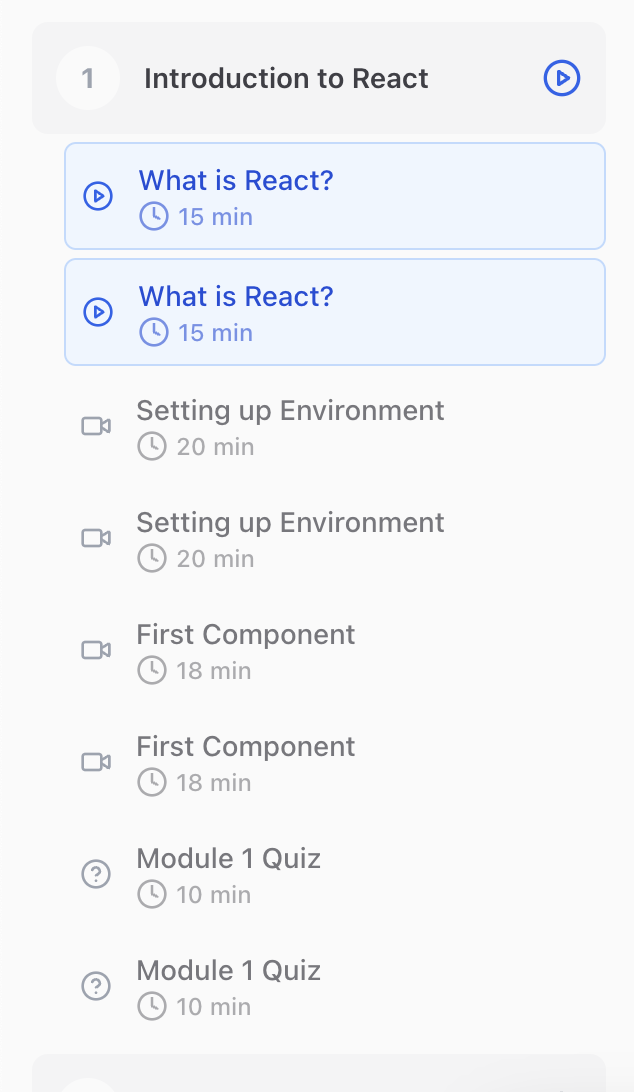 1
Introduction to React
What is React?
15 min
What is React?
15 min
Setting up Environment
20 min
Setting up Environment
20 min
First Component
18 min
First Component
18 min
Module 1 Quiz
10 min
Module 1 Quiz
10 min